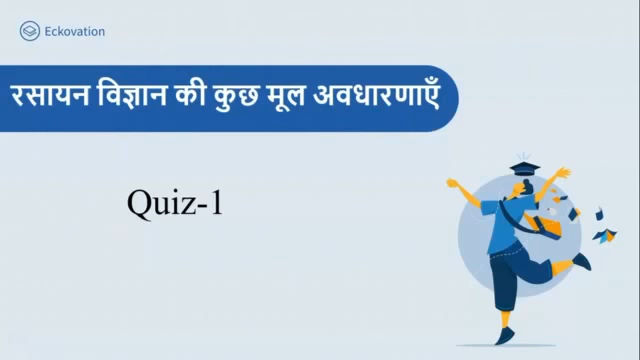 Eckovation
रसायन विज्ञान की कुछ मूल अवधारणाएँ
Quiz-1